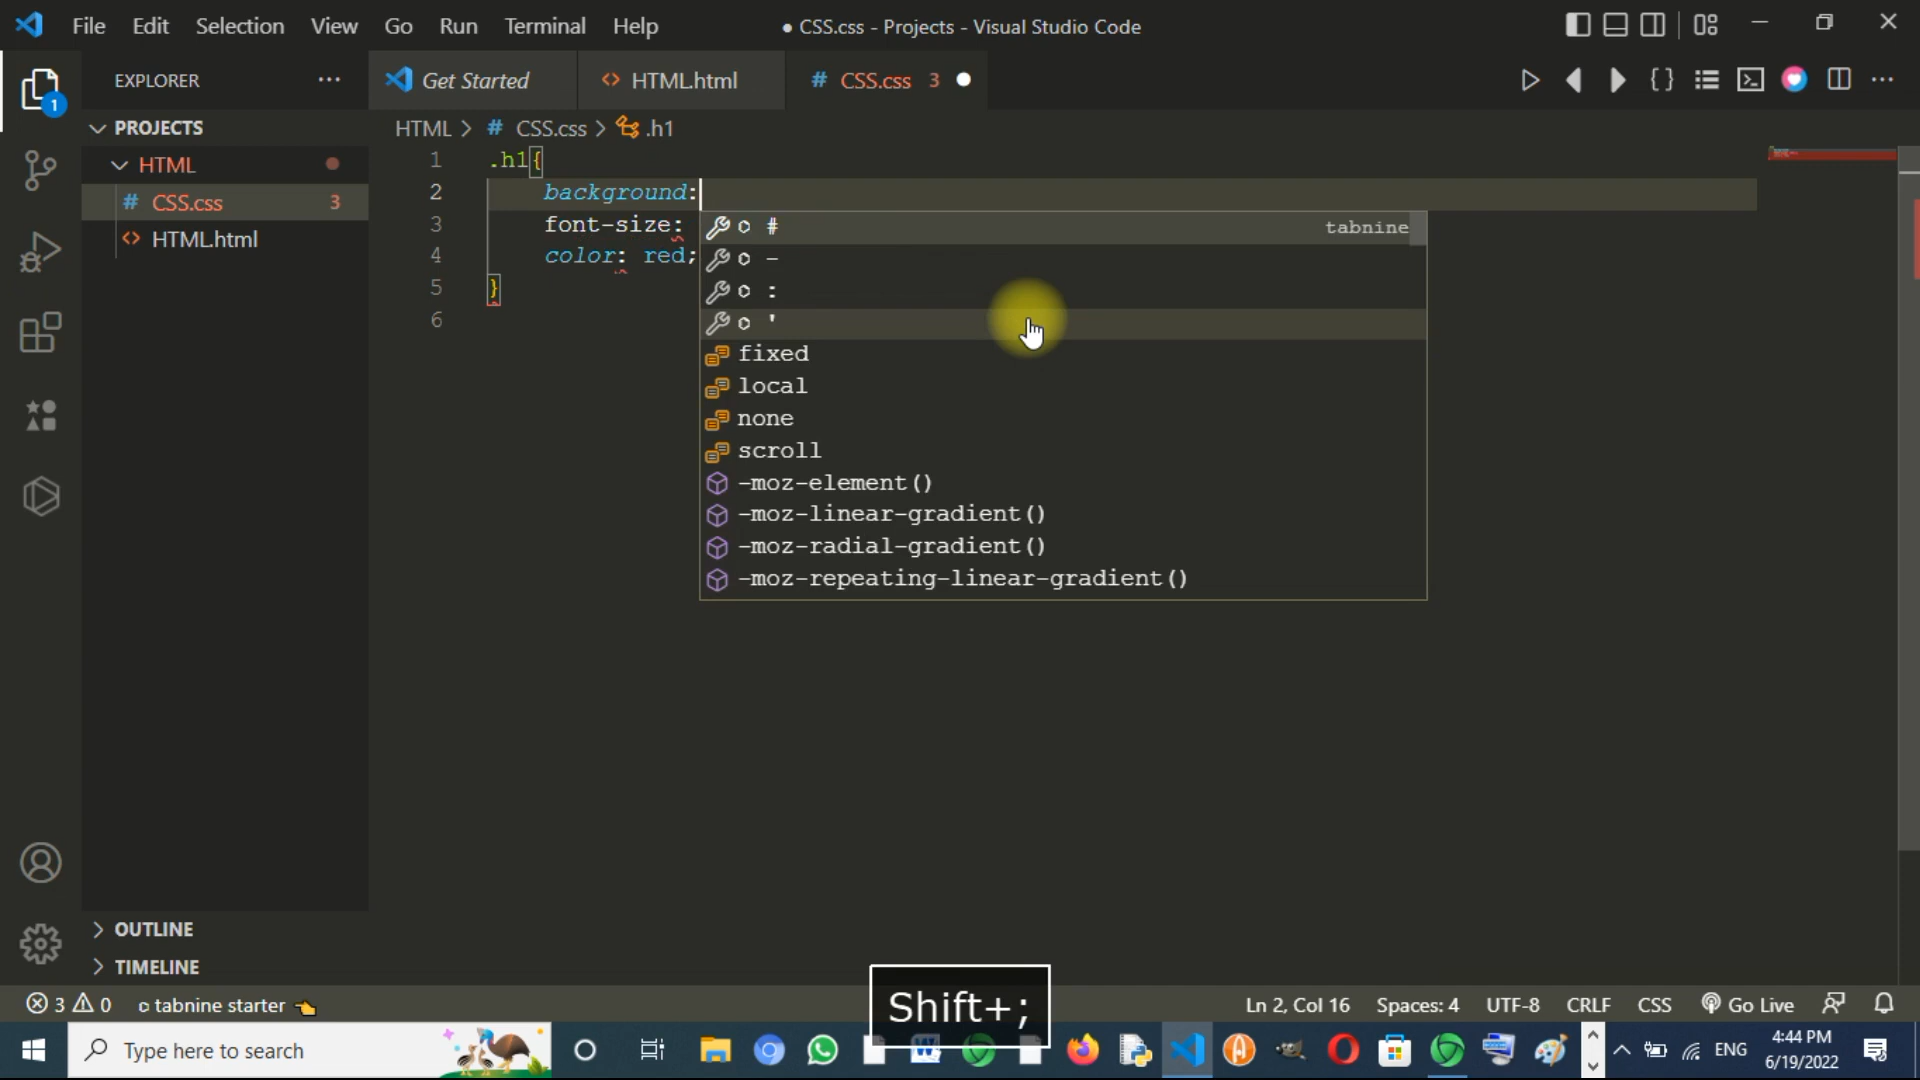 File Edit Selection View Go Run Terminal Help ● CSS.css - Projects - Visual Studio Code
EXPLORER ··· Get Started <> HTML.html # CSS.css 3 ●
1
PROJECTS
HTML > # CSS.css > .h1
HTML
# CSS.css 3
<> HTML.html
1 .h1{
2 background:
3 font-size:
4 color: red;
5 }
6
# tabnine
-
:
'
fixed
local
none
scroll
-moz-element()
-moz-linear-gradient()
-moz-radial-gradient()
-moz-repeating-linear-gradient()
OUTLINE
TIMELINE
3 0 tabnine starter Ln 2, Col 16 Spaces: 4 UTF-8 CRLF CSS Go Live
Shift+;
Type here to search ENG 4:44 PM
6/19/2022